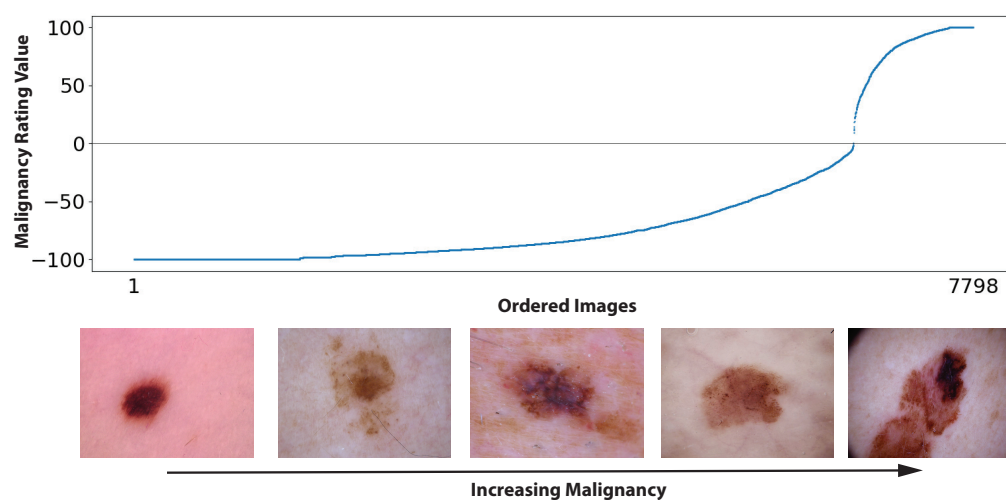 Malignancy Rating Value
100
50
0
−50
−100
1
7798
Ordered Images
Increasing Malignancy